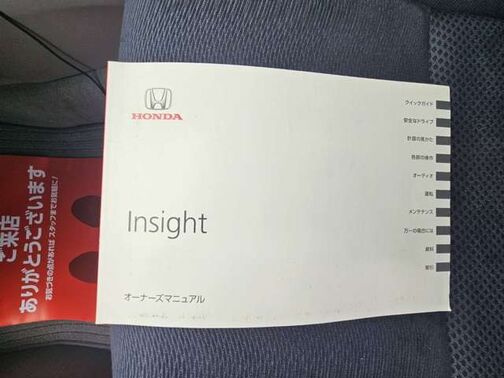 HONDA
Insight
オーナーズマニュアル
クイックガイド
安全なドライブ
計器の見かた
各部の操作
オーディオ
運転
メンテナンス
万一の場合には
資料
索引
ご来店
ありがとうございます
お気づきの点があればスタッフまでお気軽に!